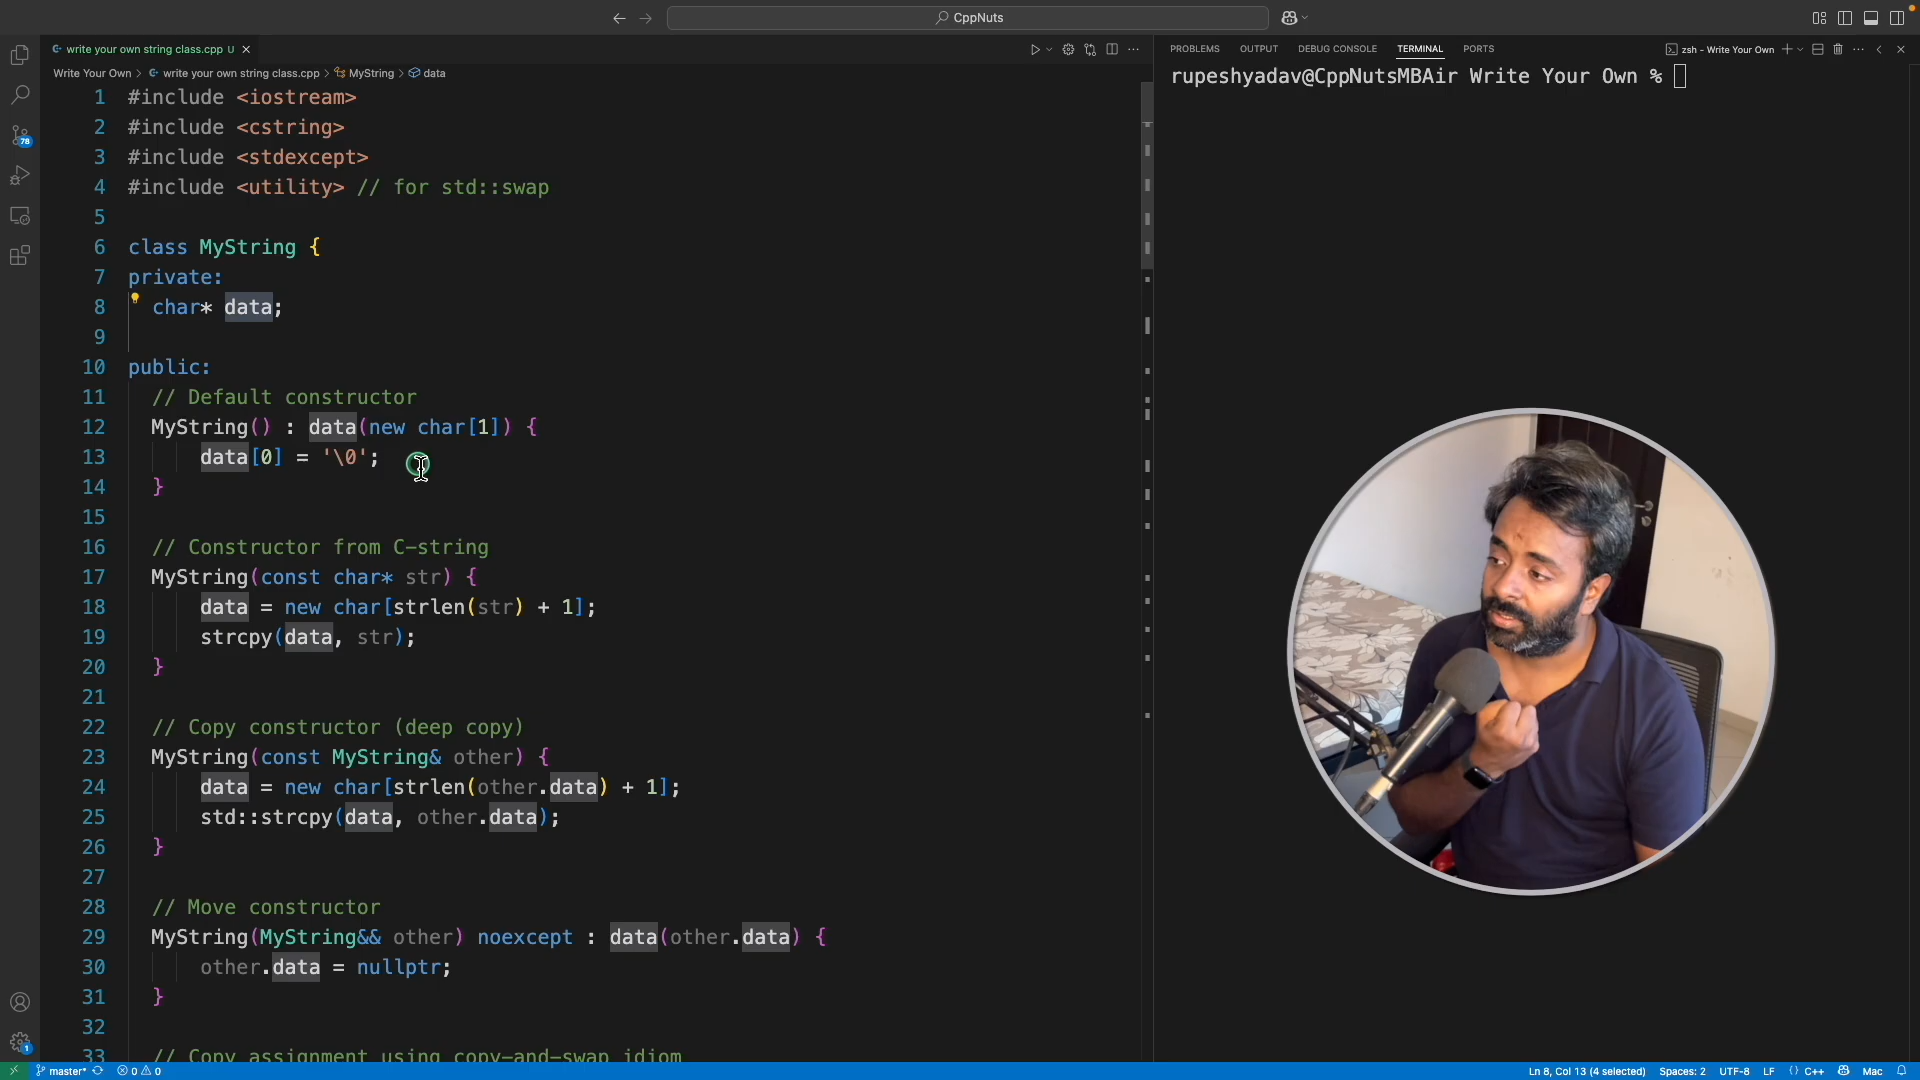 CppNuts
write your own string class.cpp U
PROBLEMS OUTPUT DEBUG CONSOLE TERMINAL PORTS
zsh - Write Your Own
Write Your Own > write your own string class.cpp > MyString > data
rupeshyadav@CppNutsMBAir Write Your Own %
78
1 #include <iostream>
2 #include <cstring>
3 #include <stdexcept>
4 #include <utility> // for std::swap
5
6 class MyString {
7 private:
8 char* data;
9
10 public:
11 // Default constructor
12 MyString() : data(new char[1]) {
13 data[0] = '\0';
14 }
15
16 // Constructor from C-string
17 MyString(const char* str) {
18 data = new char[strlen(str) + 1];
19 strcpy(data, str);
20 }
21
22 // Copy constructor (deep copy)
23 MyString(const MyString& other) {
24 data = new char[strlen(other.data) + 1];
25 std::strcpy(data, other.data);
26 }
27
28 // Move constructor
29 MyString(MyString&& other) noexcept : data(other.data) {
30 other.data = nullptr;
31 }
32
33 // Copy assignment using copy-and-swap idiom
1
master* 0 0 Ln 8, Col 13 (4 selected) Spaces: 2 UTF-8 LF {} C++ Mac